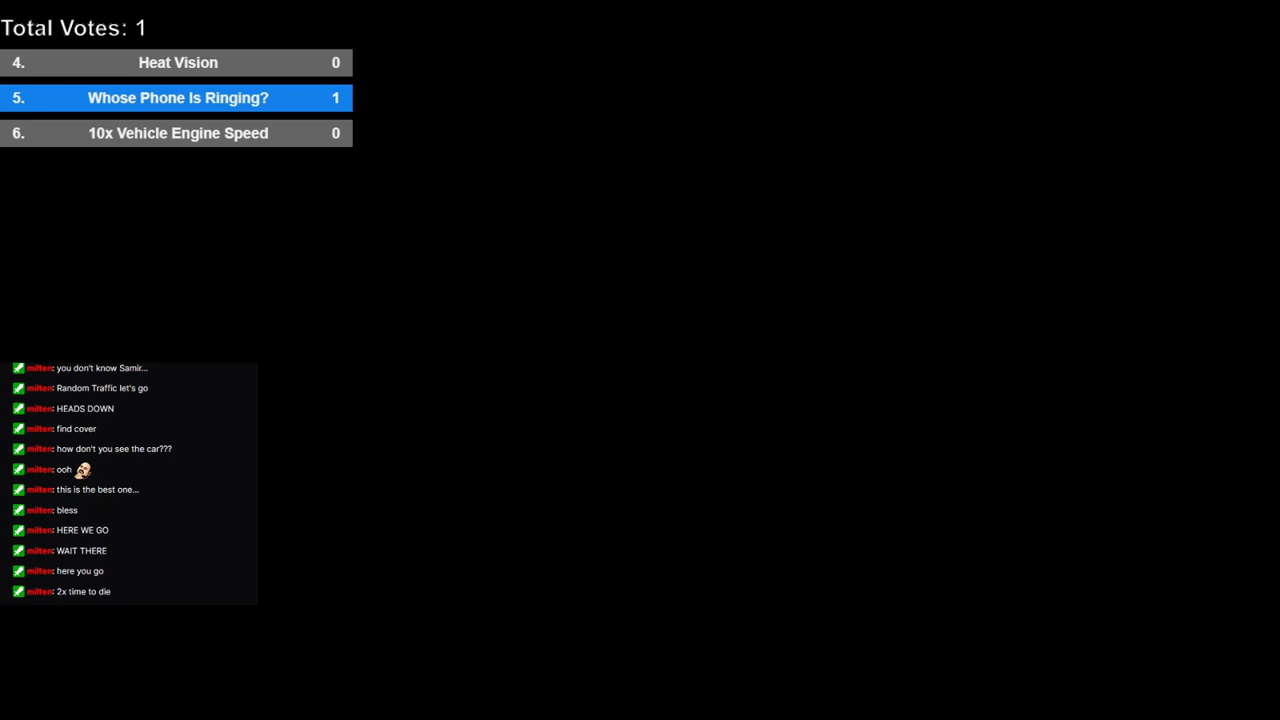 Total Votes: 1
4. Heat Vision 0
5. Whose Phone Is Ringing? 1
6. 10x Vehicle Engine Speed 0
milten: you don't know Samir...
milten: Random Traffic let's go
milten: HEADS DOWN
milten: find cover
milten: how don't you see the car???
milten: ooh
milten: this is the best one...
milten: bless
milten: HERE WE GO
milten: WAIT THERE
milten: here you go
milten: 2x time to die